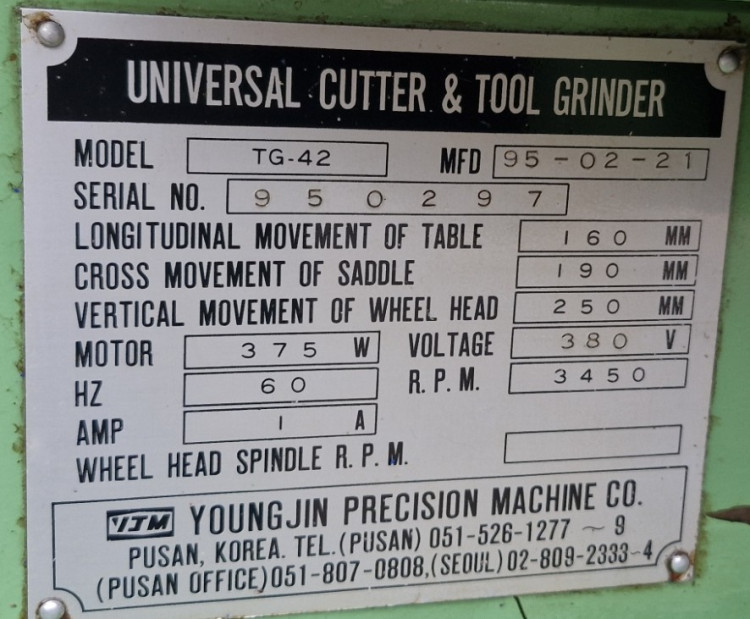 UNIVERSAL CUTTER & TOOL GRINDER
MODEL TG-42 MFD 95-02-21
SERIAL NO. 950297
LONGITUDINAL MOVEMENT OF TABLE 160 MM
CROSS MOVEMENT OF SADDLE 190 MM
VERTICAL MOVEMENT OF WHEEL HEAD 250 MM
MOTOR 375 W VOLTAGE 380 V
HZ 60 R.P.M. 3450
AMP 1 A
WHEEL HEAD SPINDLE R.P.M.
YJM YOUNGJIN PRECISION MACHINE CO.
PUSAN, KOREA. TEL.(PUSAN) 051-526-1277 ~ 9
(PUSAN OFFICE)051-807-0808,(SEOUL)02-809-2333~4